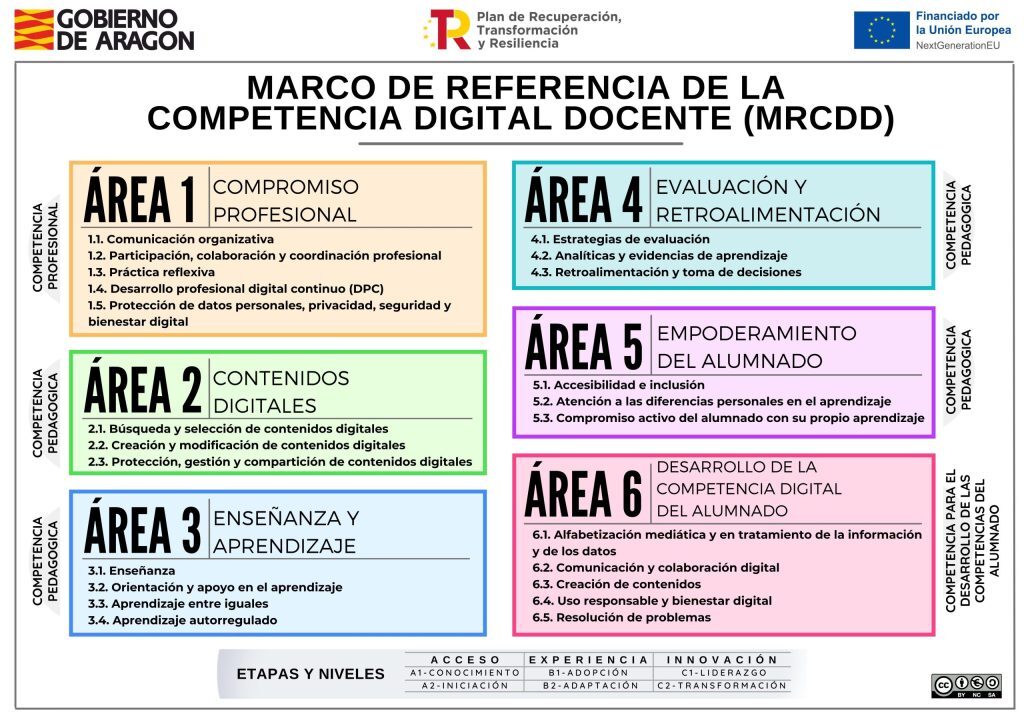 GOBIERNO
DE ARAGON
Plan de Recuperación,
Transformación
y Resiliencia
Financiado por
la Unión Europea
NextGenerationEU
MARCO DE REFERENCIA DE LA
COMPETENCIA DIGITAL DOCENTE (MRCDD)
COMPETENCIA
PROFESIONAL
ÁREA 1
COMPROMISO
PROFESIONAL
1.1. Comunicación organizativa
1.2. Participación, colaboración y coordinación profesional
1.3. Práctica reflexiva
1.4. Desarrollo profesional digital continuo (DPC)
1.5. Protección de datos personales, privacidad, seguridad y
bienestar digital
COMPETENCIA
PEDAGOGICA
ÁREA 2
CONTENIDOS
DIGITALES
2.1. Búsqueda y selección de contenidos digitales
2.2. Creación y modificación de contenidos digitales
2.3. Protección, gestión y compartición de contenidos digitales
COMPETENCIA
PEDAGOGICA
ÁREA 3
ENSEÑANZA Y
APRENDIZAJE
3.1. Enseñanza
3.2. Orientación y apoyo en el aprendizaje
3.3. Aprendizaje entre iguales
3.4. Aprendizaje autorregulado
ÁREA 4
EVALUACIÓN Y
RETROALIMENTACIÓN
4.1. Estrategias de evaluación
4.2. Analíticas y evidencias de aprendizaje
4.3. Retroalimentación y toma de decisiones
COMPETENCIA
PEDAGOGICA
ÁREA 5
EMPODERAMIENTO
DEL ALUMNADO
5.1. Accesibilidad e inclusión
5.2. Atención a las diferencias personales en el aprendizaje
5.3. Compromiso activo del alumnado con su propio aprendizaje
COMPETENCIA
PEDAGOGICA
ÁREA 6
DESARROLLO DE LA
COMPETENCIA DIGITAL
DEL ALUMNADO
6.1. Alfabetización mediática y en tratamiento de la información
y de los datos
6.2. Comunicación y colaboración digital
6.3. Creación de contenidos
6.4. Uso responsable y bienestar digital
6.5. Resolución de problemas
COMPETENCIA PARA EL
DESARROLLO DE LAS
COMPETENCIAS DEL
ALUMNADO
ETAPAS Y NIVELES
ACCESO EXPERIENCIA INNOVACIÓN
A1-CONOCIMIENTO B1-ADOPCIÓN C1-LIDERAZGO
A2-INICIACIÓN B2-ADAPTACIÓN C2-TRANSFORMACIÓN
cc
BY NC SA